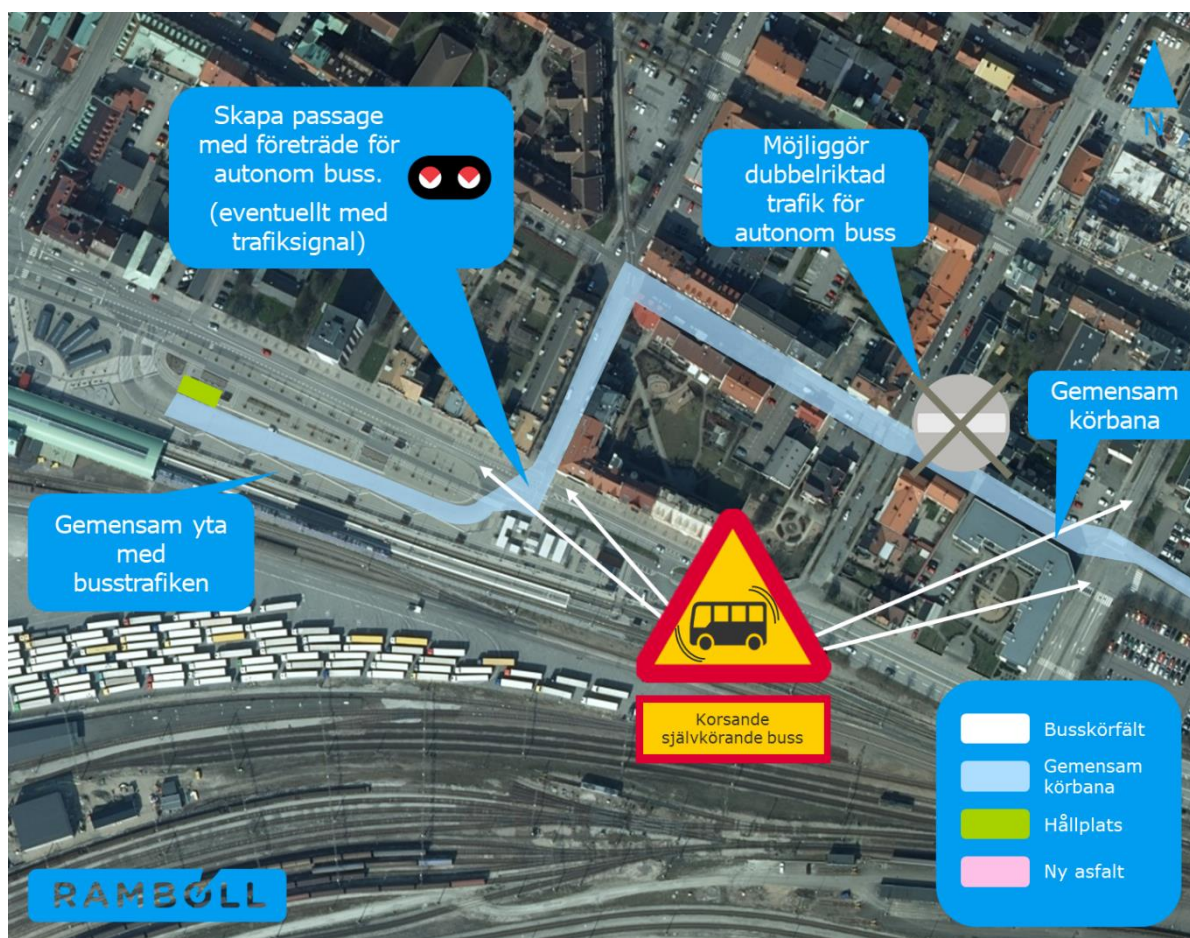 Skapa passage
med företräde för
autonom buss.
(eventuellt med
trafiksignal)
Möjliggör
dubbelriktad
trafik för
autonom buss
N
Gemensam
körbana
Gemensam yta
med
busstrafiken
Korsande
självkörande buss
Busskörfält
Gemensam
körbana
Hållplats
Ny asfalt
RAMBOLL